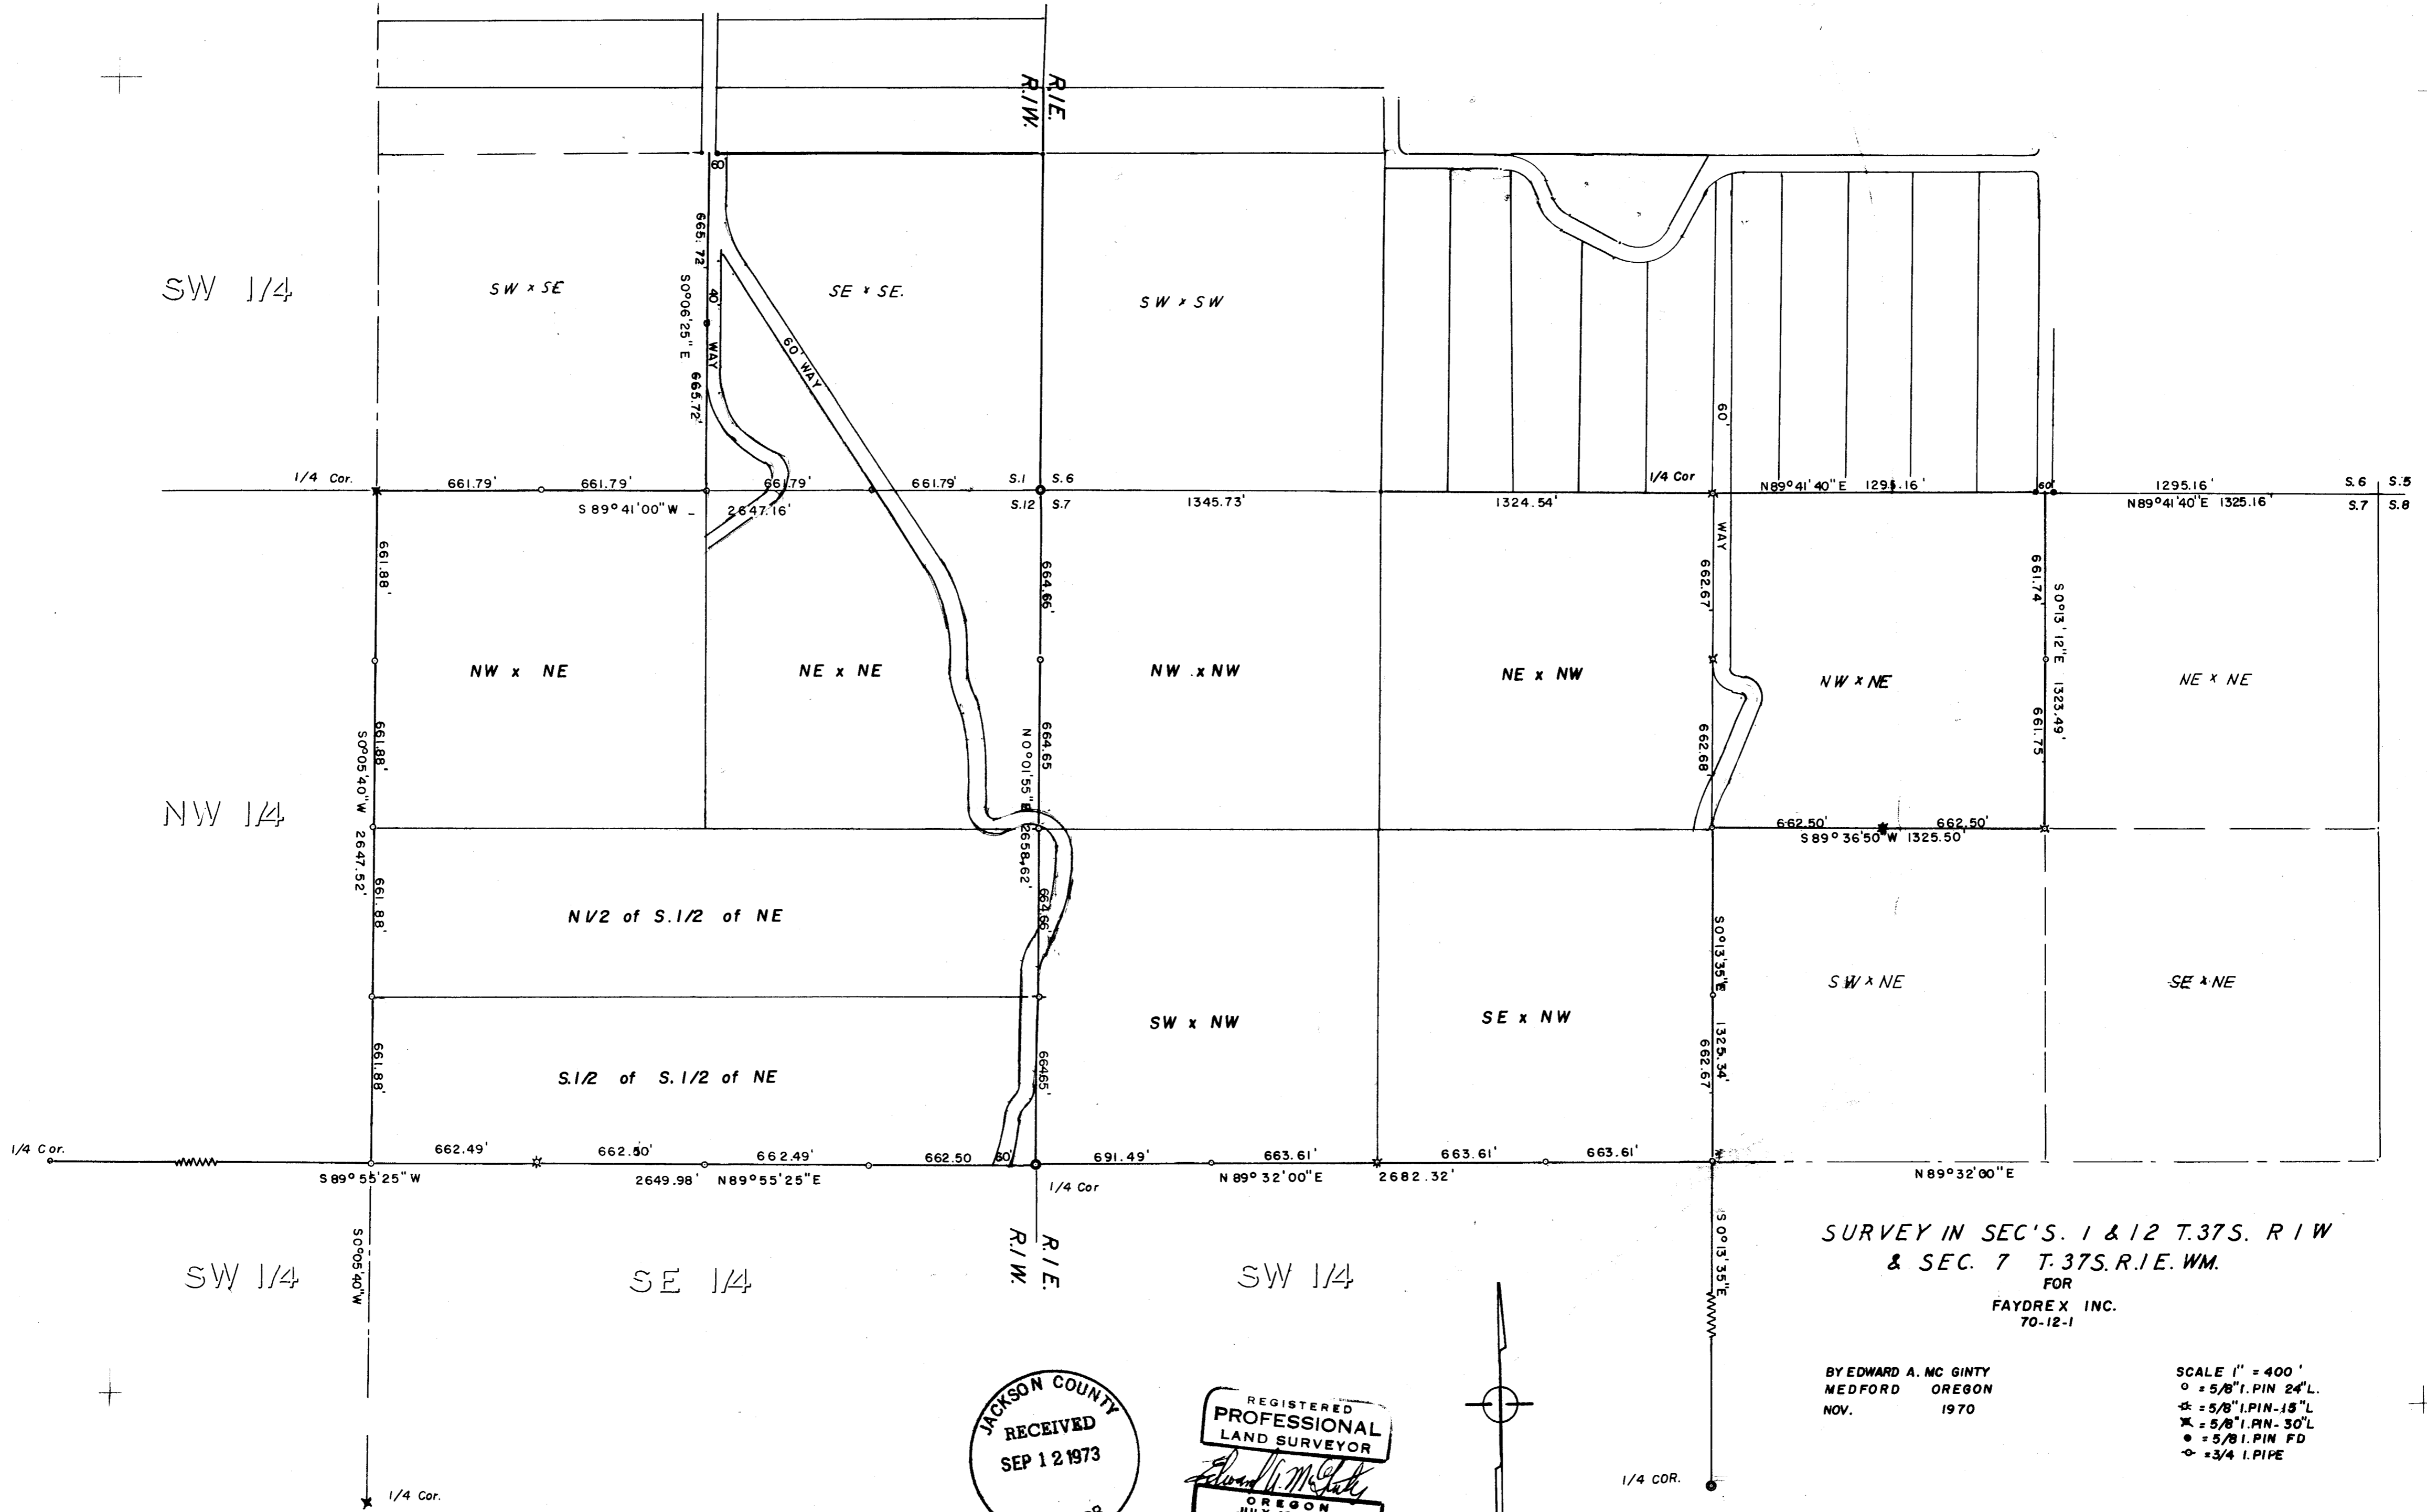 R.1E.
R.1W.
60'
665.72'
S0°06'25" E
665.72'
40'
WAY
60' WAY
SW 1/4
SW x SE
SE x SE.
SW x SW
60'
WAY
1/4 Cor.
661.79'
661.79'
661.79'
661.79'
S.1
S.6
S.12
S.7
S 89°41'00" W
2647.16'
1345.73'
1324.54'
1/4 Cor
N89°41'40"E 1295.16'
60'
1295.16'
N89°41'40"E 1325.16'
S.6
S.5
S.7
S.8
661.88'
664.66'
662.67'
661.74'
S0°13'12"E 1323.49'
NW x NE
NE x NE
NW x NW
NE x NW
NW x NE
NE x NE
661.88'
S0°05'40"W 2647.52'
664.65
N0°01'55"E 2658.62'
662.68'
661.75'
NW 1/4
662.50'
662.50'
S89°36'50"W 1325.50'
661.88'
N1/2 of S.1/2 of NE
664.66'
S0°13'35"E 1325.34'
SW x NE
SE x NE
SW x NW
SE x NW
661.88'
S.1/2 of S.1/2 of NE
664.65'
662.67'
1/4 Cor.
662.49'
662.50'
662.49'
662.50
60'
691.49'
663.61'
663.61'
663.61'
S89°55'25"W
2649.98' N89°55'25"E
1/4 Cor
N89°32'00"E
2682.32'
N89°32'00"E
S0°05'40"W
R.1E.
R.1W.
S0°13'35"E
SW 1/4
SE 1/4
SW 1/4
SURVEY IN SEC'S. 1 & 12 T.37S. R1W
& SEC. 7 T.37S.R.1E. WM.
FOR
FAYDREX INC.
70-12-1
BY EDWARD A. MC GINTY
MEDFORD OREGON
NOV. 1970
SCALE 1" = 400'
= 5/8" I.PIN 24"L.
= 5/8" I.PIN-15"L
= 5/8" I.PIN-30"L
= 5/8 I.PIN FD
= 3/4 I.PIPE
JACKSON COUNTY
RECEIVED
SEP 12 1973
REGISTERED
PROFESSIONAL
LAND SURVEYOR
Edward A. McGinty
OREGON
1/4 COR.
1/4 Cor.